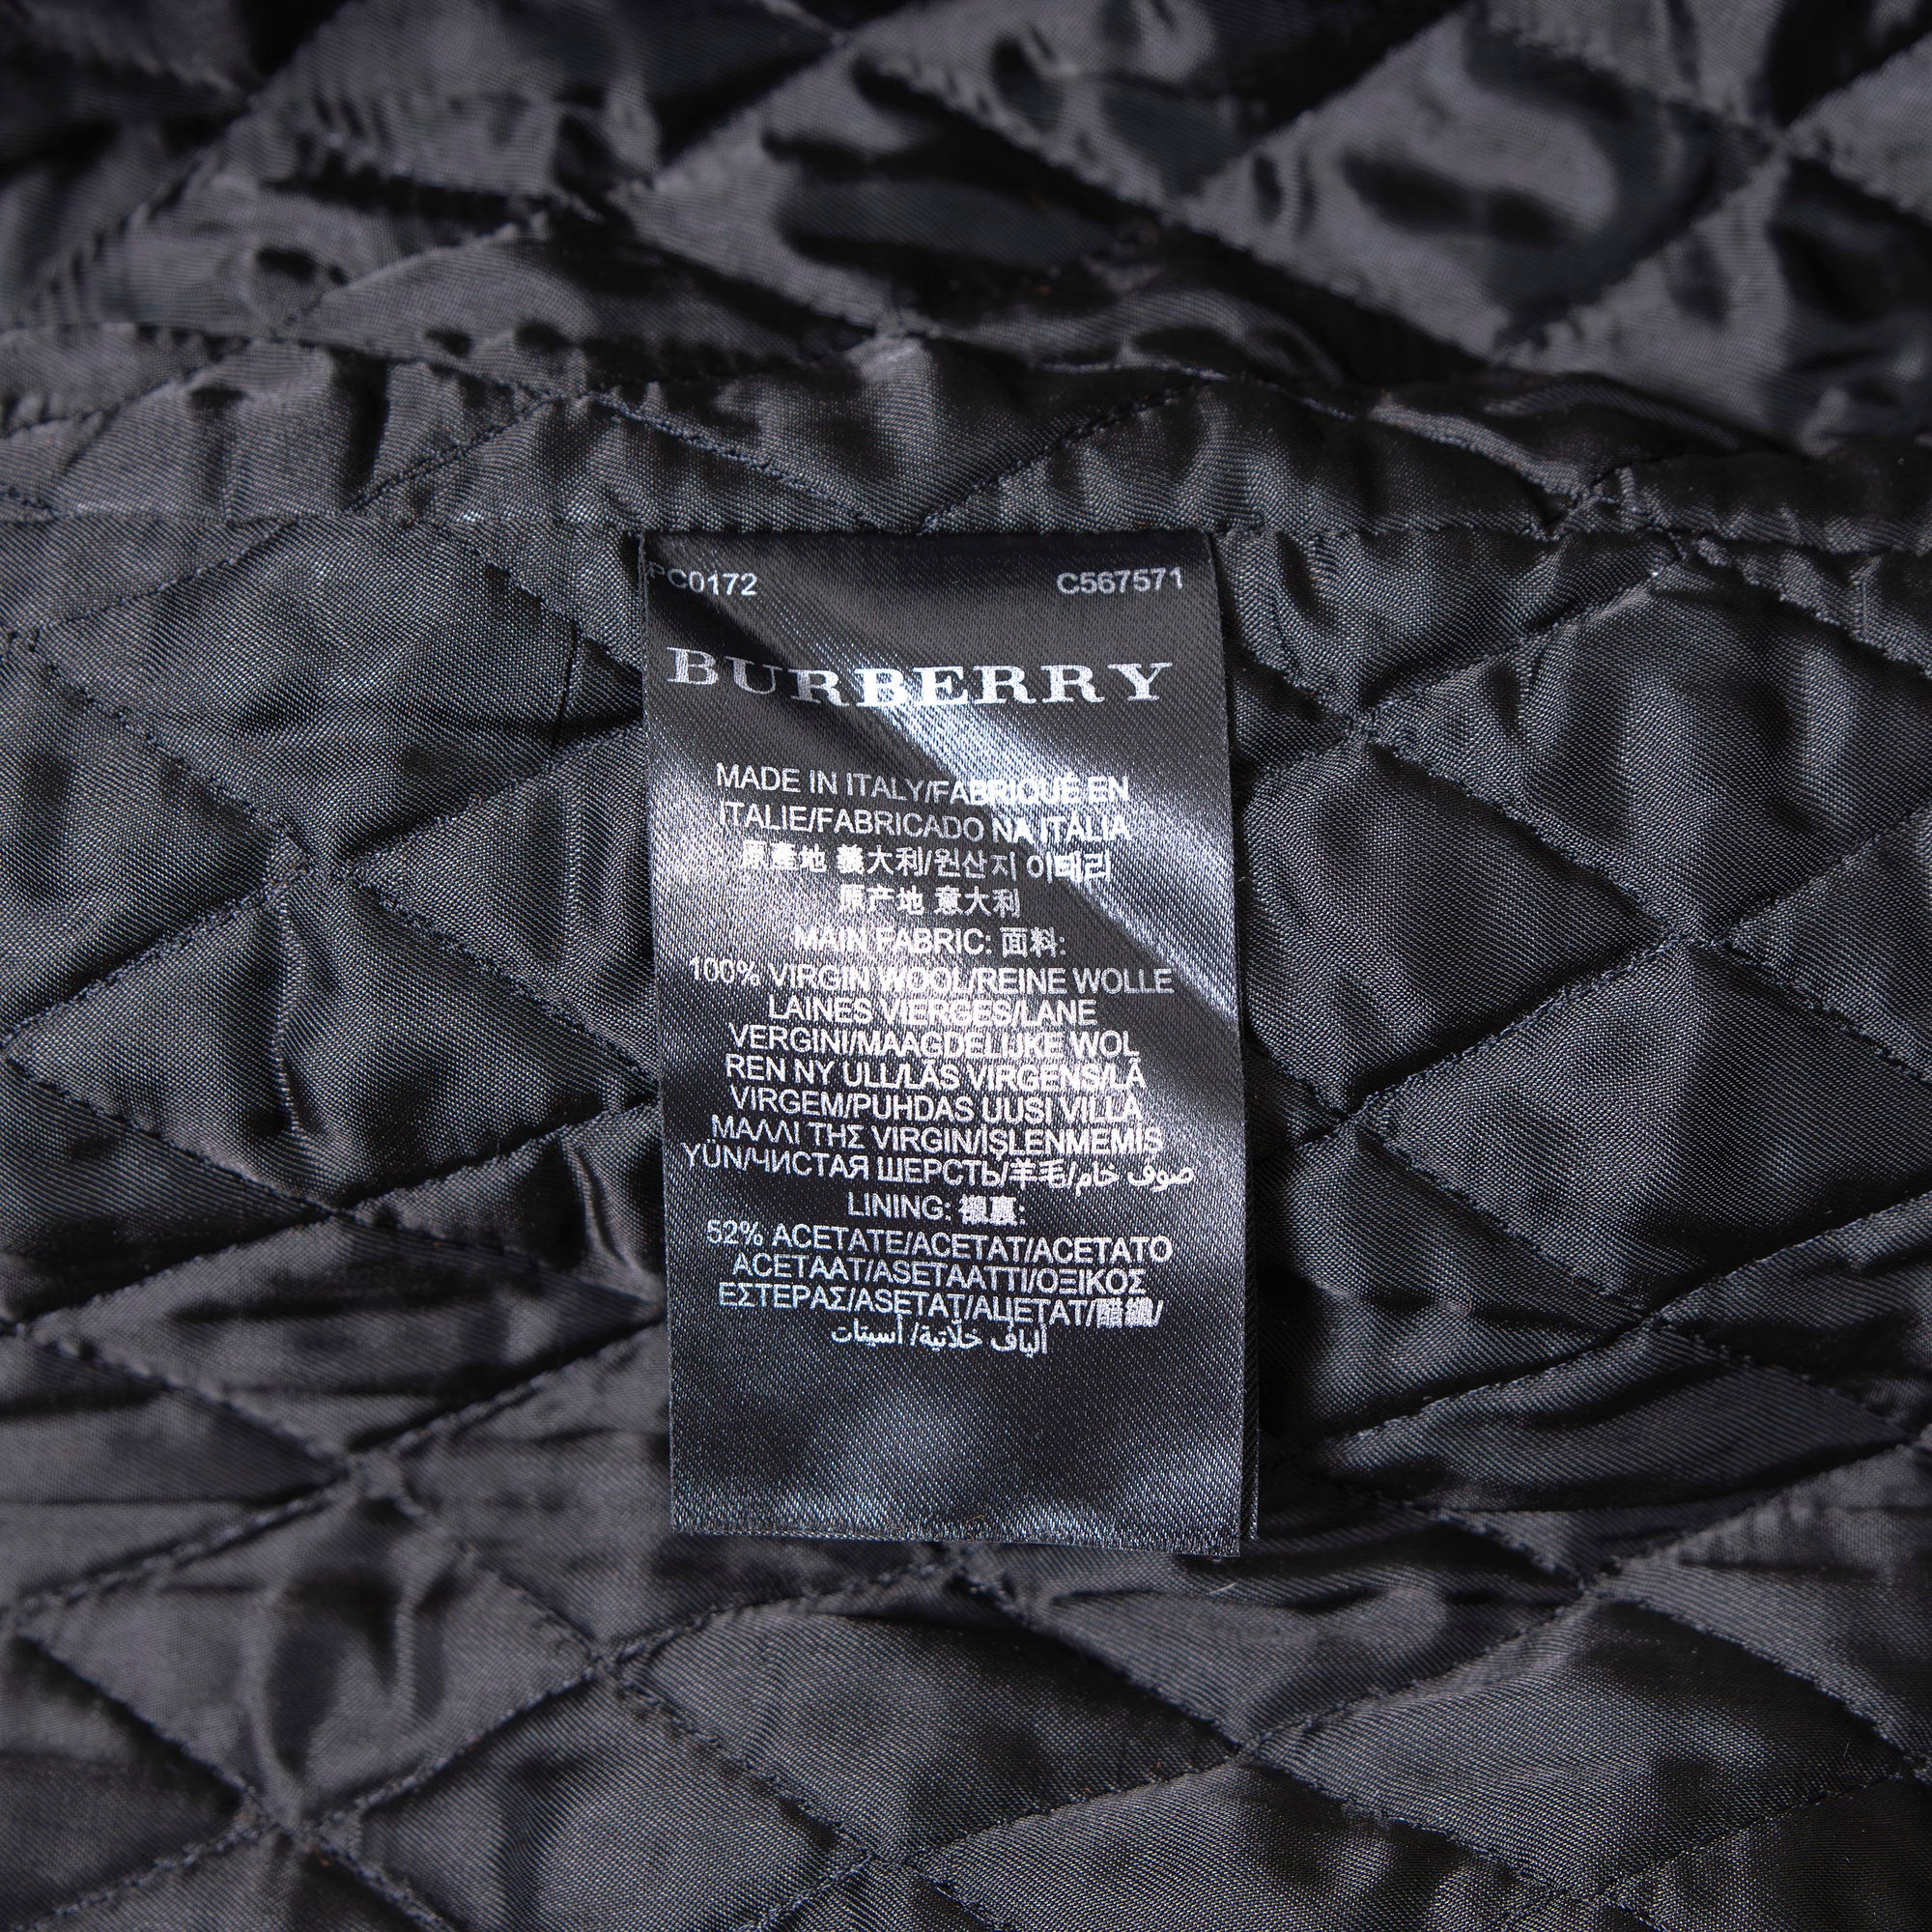 PC0172 C567571
BURBERRY
MADE IN ITALY/FABRIQUÉ EN
ITALIE/FABRICADO NA ITÁLIA
原產地 義大利/원산지 이태리
原产地 意大利
MAIN FABRIC: 面料:
100% VIRGIN WOOL/REINE WOLLE
LAINES VIERGES/LANE
VERGINI/MAAGDELIJKE WOL
REN NY ULL/LÃS VIRGENS/LÃ
VIRGEM/PUHDAS UUSI VILLA
ΜΑΛΛΙ ΤΗΣ VIRGIN/İŞLENMEMİŞ
YÜN/ЧИСТАЯ ШЕРСТЬ/羊毛/صوف خام
LINING: 裏:
52% ACETATE/ACETAT/ACETATO
ACETAAT/ASETAATTI/ΟΞΙΚΟΣ
ΕΣΤΕΡΑΣ/ASETAT/АЦЕТАТ/醋纖/
ألياف خلاتية/ أسيتات